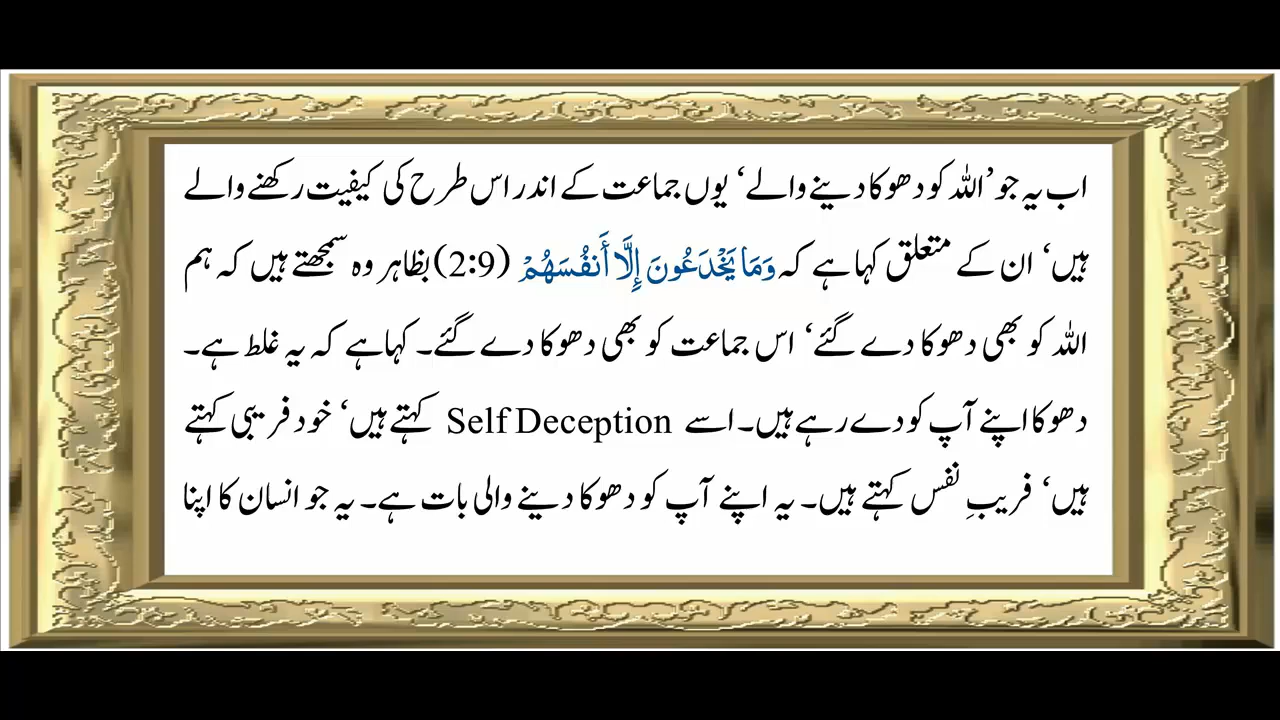 اب یہ جو ’اللہ کو دھوکا دینے والے‘ یوں جماعت کے اندر اس طرح کی کیفیت رکھنے والے
ہیں‘ ان کے متعلق کہا ہے کہ وَمَا يَخْدَعُونَ إِلَّا أَنفُسَهُمْ (2:9) بظاہر وہ سمجھتے ہیں کہ ہم
اللہ کو بھی دھوکا دے گئے‘ اس جماعت کو بھی دھوکا دے گئے۔ کہا ہے کہ یہ غلط ہے۔
دھوکا اپنے آپ کو دے رہے ہیں۔ اسے Self Deception کہتے ہیں‘ خود فریبی کہتے
ہیں‘ فریبِ نفس کہتے ہیں۔ یہ اپنے آپ کو دھوکا دینے والی بات ہے۔ یہ جو انسان کا اپنا